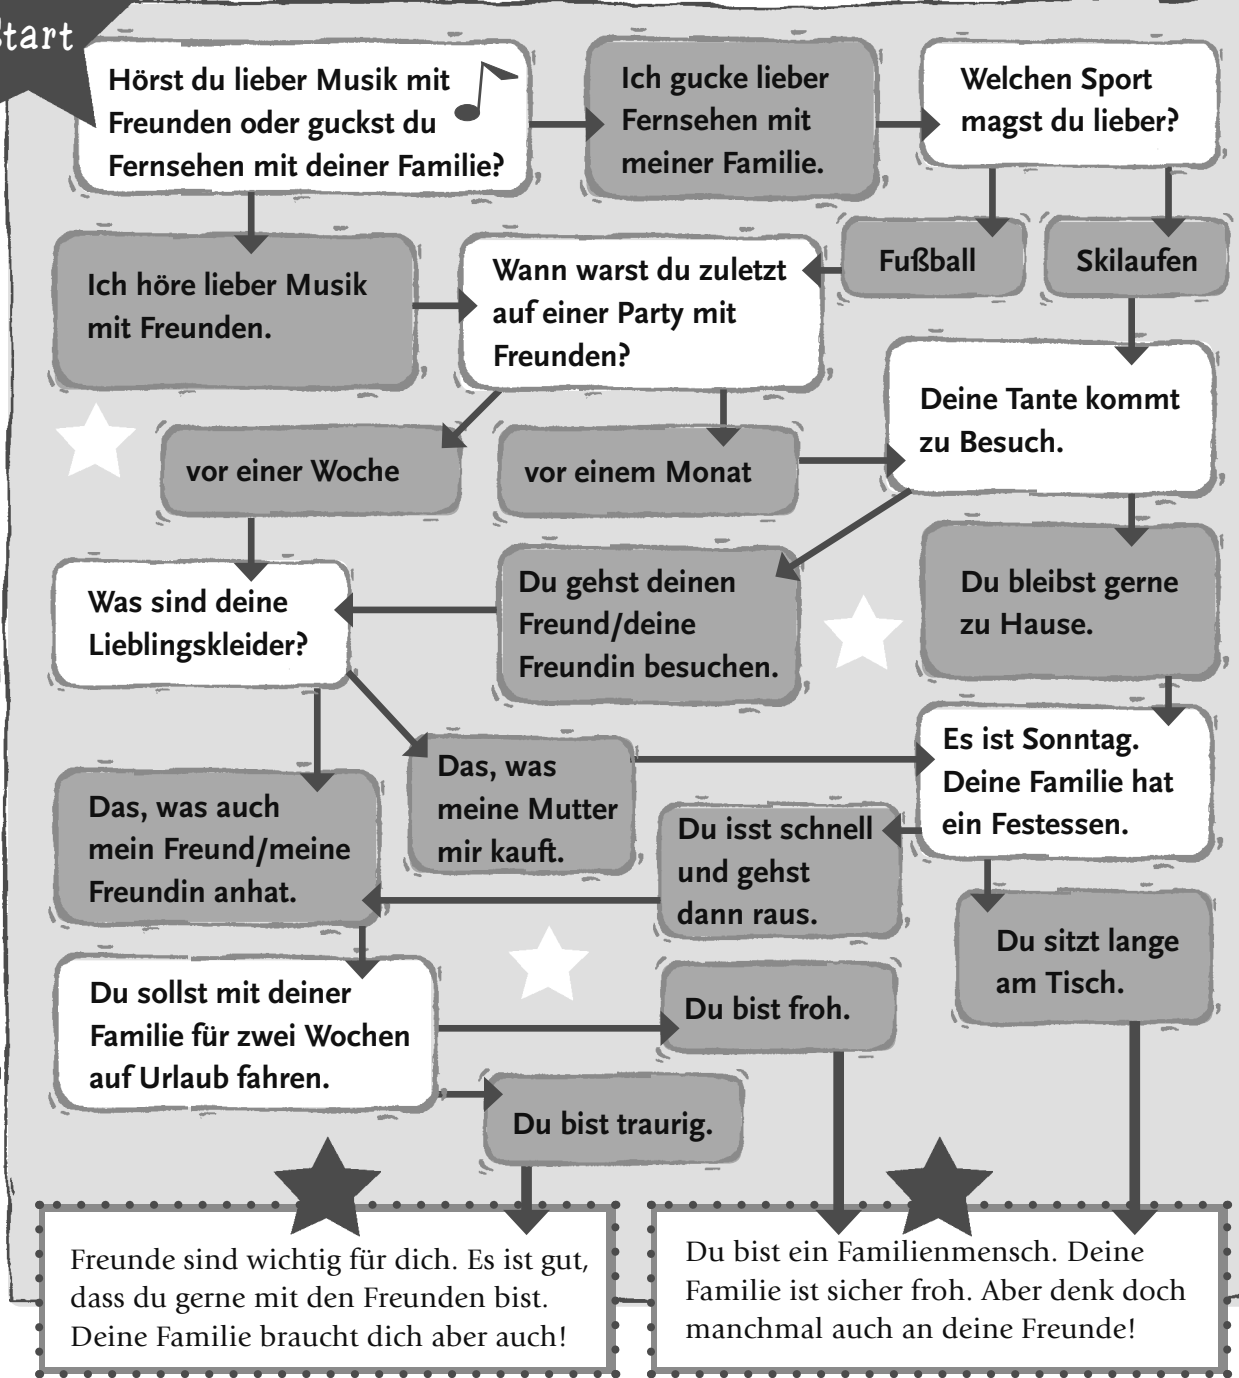 Start
Hörst du lieber Musik mit
Freunden oder guckst du
Fernsehen mit deiner Familie?
Ich gucke lieber
Fernsehen mit
meiner Familie.
Welchen Sport
magst du lieber?
Ich höre lieber Musik
mit Freunden.
Wann warst du zuletzt
auf einer Party mit
Freunden?
Fußball
Skilaufen
Deine Tante kommt
zu Besuch.
vor einer Woche
vor einem Monat
Was sind deine
Lieblingskleider?
Du gehst deinen
Freund/deine
Freundin besuchen.
Du bleibst gerne
zu Hause.
Das, was auch
mein Freund/meine
Freundin anhat.
Das, was
meine Mutter
mir kauft.
Du isst schnell
und gehst
dann raus.
Es ist Sonntag.
Deine Familie hat
ein Festessen.
Du sitzt lange
am Tisch.
Du sollst mit deiner
Familie für zwei Wochen
auf Urlaub fahren.
Du bist froh.
Du bist traurig.
Freunde sind wichtig für dich. Es ist gut,
dass du gerne mit den Freunden bist.
Deine Familie braucht dich aber auch!
Du bist ein Familienmensch. Deine
Familie ist sicher froh. Aber denk doch
manchmal auch an deine Freunde!